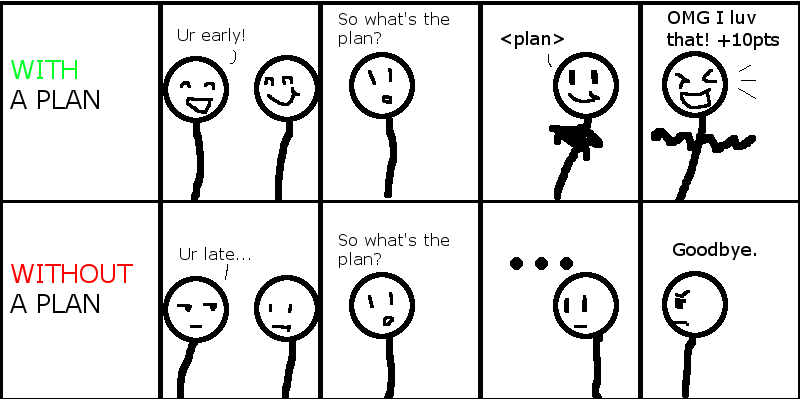 WITH
A PLAN
Ur early!
So what's the
plan?
<plan>
OMG I luv
that! +10pts
WITHOUT
A PLAN
Ur late...
So what's the
plan?
...
Goodbye.